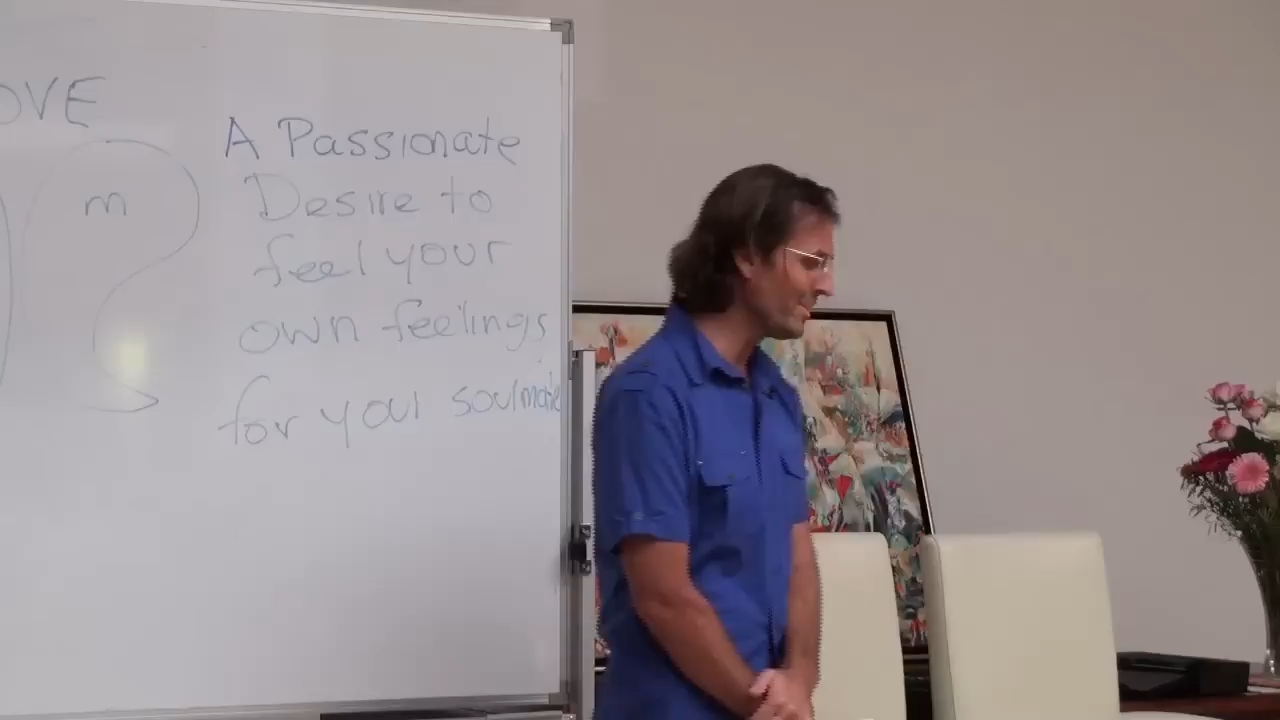 OVE
m
A Passionate
Desire to
feel your
own feelings
for your soulmate